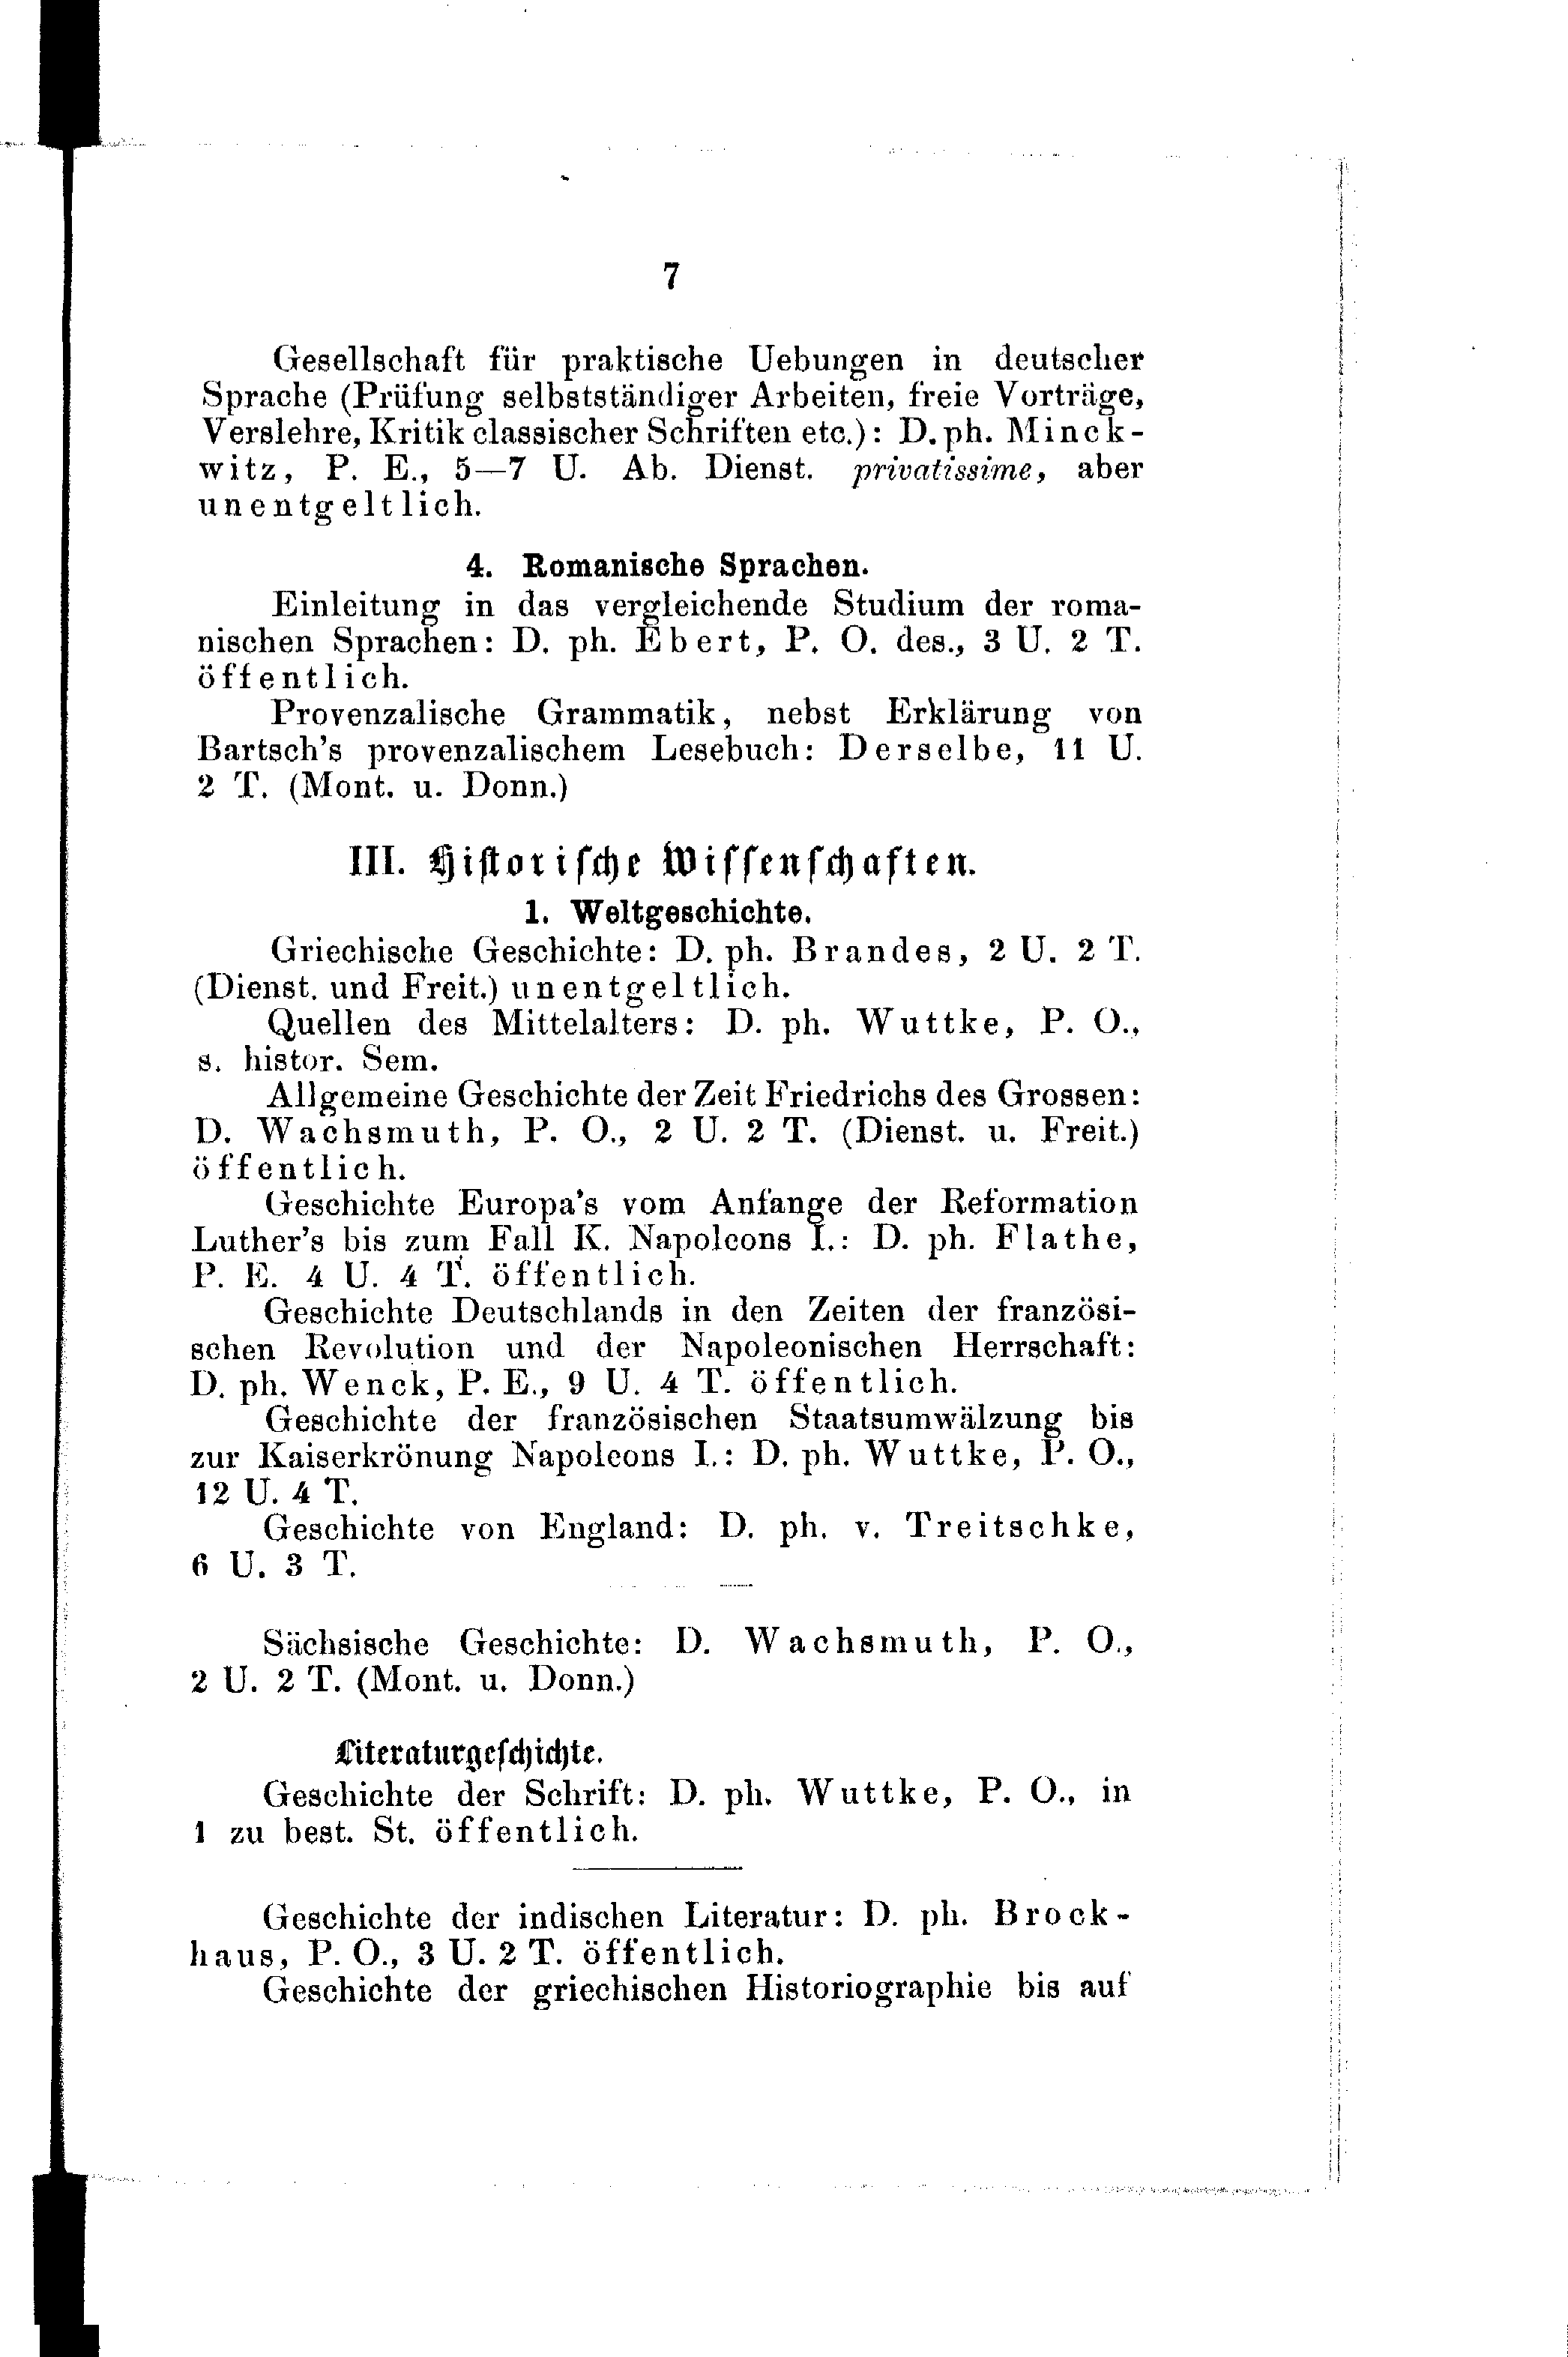 7
Gesellschaft für praktische Uebungen in deutscher
Sprache (Prüfung selbstständiger Arbeiten, freie Vorträge,
Verslehre, Kritik classischer Schriften etc.): D. ph. Minck-
witz, P. E., 5—7 U. Ab. Dienst. privatissime, aber
unentgeltlich.
4. Romanische Sprachen.
Einleitung in das vergleichende Studium der roma-
nischen Sprachen: D. ph. Ebert, P. O. des., 3 U. 2 T.
öffentlich.
Provenzalische Grammatik, nebst Erklärung von
Bartsch's provenzalischem Lesebuch: Derselbe, 11 U.
2 T. (Mont. u. Donn.)
III. Historische Wissenschaften.
1. Weltgeschichte.
Griechische Geschichte: D. ph. Brandes, 2 U. 2 T.
(Dienst. und Freit.) unentgeltlich.
Quellen des Mittelalters: D. ph. Wuttke, P. O.,
s. histor. Sem.
Allgemeine Geschichte der Zeit Friedrichs des Grossen:
D. Wachsmuth, P. O., 2 U. 2 T. (Dienst. u. Freit.)
öffentlich.
Geschichte Europa's vom Anfange der Reformation
Luther's bis zum Fall K. Napoleons I.: D. ph. Flathe,
P. E. 4 U. 4 T. öffentlich.
Geschichte Deutschlands in den Zeiten der französi-
schen Revolution und der Napoleonischen Herrschaft:
D. ph. Wenck, P. E., 9 U. 4 T. öffentlich.
Geschichte der französischen Staatsumwälzung bis
zur Kaiserkrönung Napoleons I.: D. ph. Wuttke, P. O.,
12 U. 4 T.
Geschichte von England: D. ph. v. Treitschke,
6 U. 3 T.
Sächsische Geschichte: D. Wachsmuth, P. O.,
2 U. 2 T. (Mont. u. Donn.)
Literaturgeschichte.
Geschichte der Schrift: D. ph. Wuttke, P. O., in
1 zu best. St. öffentlich.
Geschichte der indischen Literatur: D. ph. Brock-
haus, P. O., 3 U. 2 T. öffentlich.
Geschichte der griechischen Historiographie bis auf